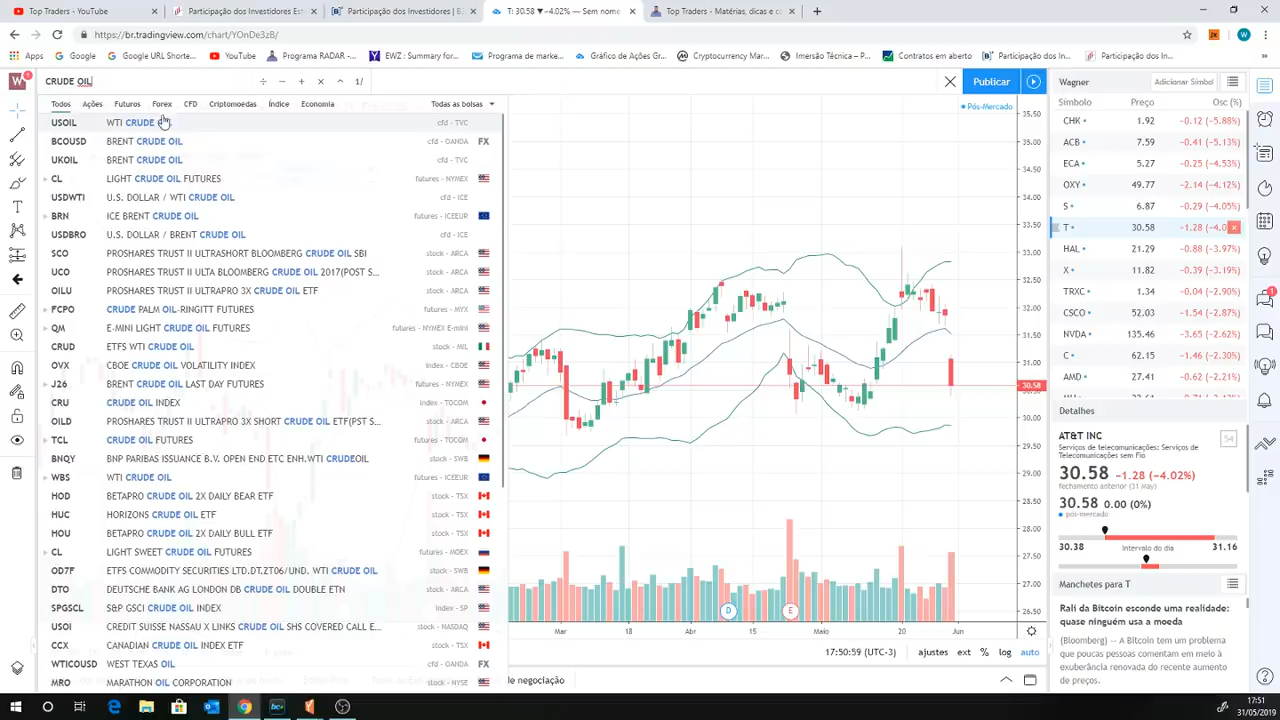 Top Traders - YouTube
Participação dos Investidores Est
Participação dos Investidores | B3
T: 30.58 ▼−4.02% — Sem nome
Top Traders - Matérias, dicas e co
https://br.tradingview.com/chart/YOnDe3zB/
Apps
Google
Google URL Shorte...
YouTube
Programa RADAR -...
EWZ : Summary for...
Programa de marke...
Gráfico de Ações Gr...
Cryptocurrency Mar...
Imersão Técnica – P...
Contratos em aberto
Participação dos In...
Participação dos In...
CRUDE OIL
1/
Publicar
Todos Ações Futuros Forex CFD Criptomoedas Índice Economia Todas as bolsas
USOIL WTI CRUDE cfd - TVC
BCOUSD BRENT CRUDE OIL cfd - OANDA FX
UKOIL BRENT CRUDE OIL cfd - TVC
CL LIGHT CRUDE OIL FUTURES futures - NYMEX
USDWTI U.S. DOLLAR / WTI CRUDE OIL cfd - ICE
BRN ICE BRENT CRUDE OIL futures - ICEEUR
USDBRO U.S. DOLLAR / BRENT CRUDE OIL cfd - ICE
SCO PROSHARES TRUST II ULTRASHORT BLOOMBERG CRUDE OIL SBI stock - ARCA
UCO PROSHARES TRUST II ULTA BLOOMBERG CRUDE OIL 2017(POST S... stock - ARCA
OILU PROSHARES TRUST II ULTRAPRO 3X CRUDE OIL ETF stock - ARCA
FCPO CRUDE PALM OIL-RINGITT FUTURES futures - MYX
QM E-MINI LIGHT CRUDE OIL FUTURES futures - NYMEX E-mini
CRUD ETFS WTI CRUDE OIL stock - MIL
OVX CBOE CRUDE OIL VOLATILITY INDEX index - CBOE
J26 BRENT CRUDE OIL LAST DAY FUTURES futures - NYMEX
CRU CRUDE OIL INDEX index - TOCOM
OILD PROSHARES TRUST II ULTRAPRO 3X SHORT CRUDE OIL ETF(PST S... stock - ARCA
TCL CRUDE OIL FUTURES futures - TOCOM
BNQY BNP PARIBAS ISSUANCE B.V. OPEN END ETC ENH.WTI CRUDEOIL stock - SWB
WBS WTI CRUDE OIL futures - ICEEUR
HOD BETAPRO CRUDE OIL 2X DAILY BEAR ETF stock - TSX
HUC HORIZONS CRUDE OIL ETF stock - TSX
HOU BETAPRO CRUDE OIL 2X DAILY BULL ETF stock - TSX
CL LIGHT SWEET CRUDE OIL FUTURES futures - MOEX
OD7F ETFS COMMODITY SECURITIES LTD.DT.ZT06/UND. WTI CRUDE OIL stock - SWB
DTO DEUTSCHE BANK AG LONDON DB CRUDE OIL DOUBLE ETN stock - ARCA
SPGSCL S&P GSCI CRUDE OIL INDEX index - SP
USOI CREDIT SUISSE NASSAU X LINKS CRUDE OIL SHS COVERED CALL E... stock - NASDAQ
CCX CANADIAN CRUDE OIL INDEX ETF stock - TSX
WTICOUSD WEST TEXAS OIL cfd - OANDA FX
MRO MARATHON OIL CORPORATION stock - NYSE
Pós-Mercado
35.50
35.00
34.50
34.00
33.50
33.00
32.50
32.00
31.50
31.00
30.58
30.00
29.50
29.00
28.50
28.00
27.50
27.00
26.50
D E
Mar 18 Abr 15 Maio 20 Jun
17:50:59 (UTC-3) ajustes ext % log auto
de negociação
Wagner Adicionar Símbol
Símbolo Preço Osc (%)
CHK 1.92 −0.12 (−5.88%)
ACB 7.59 −0.41 (−5.13%)
ECA 5.27 −0.25 (−4.53%)
OXY 49.77 −2.14 (−4.12%)
S 6.87 −0.29 (−4.05%)
T 30.58 −1.28 (−4.0
HAL 21.29 −0.88 (−3.97%)
X 11.82 −0.39 (−3.19%)
TRXC 1.34 −0.04 (−2.90%)
CSCO 52.03 −1.54 (−2.87%)
NVDA 135.46 −3.65 (−2.62%)
C 62.15 −1.46 (−2.30%)
AMD 27.41 −0.62 (−2.21%)
Detalhes
AT&T INC
Serviços de telecomunicações: Serviços de
Telecomunicações sem Fio
30.58 −1.28 (−4.02%)
fechamento anterior (31 May)
30.58 0.00 (0%)
pós-mercado
30.38 Intervalo do dia 31.16
Manchetes para T
Rali da Bitcoin esconde uma realidade:
quase ninguém usa a moeda
(Bloomberg) -- A Bitcoin tem um problema
que poucas pessoas comentam em meio à
exuberância renovada do recente aumento
de preços.
17:51
31/05/2019